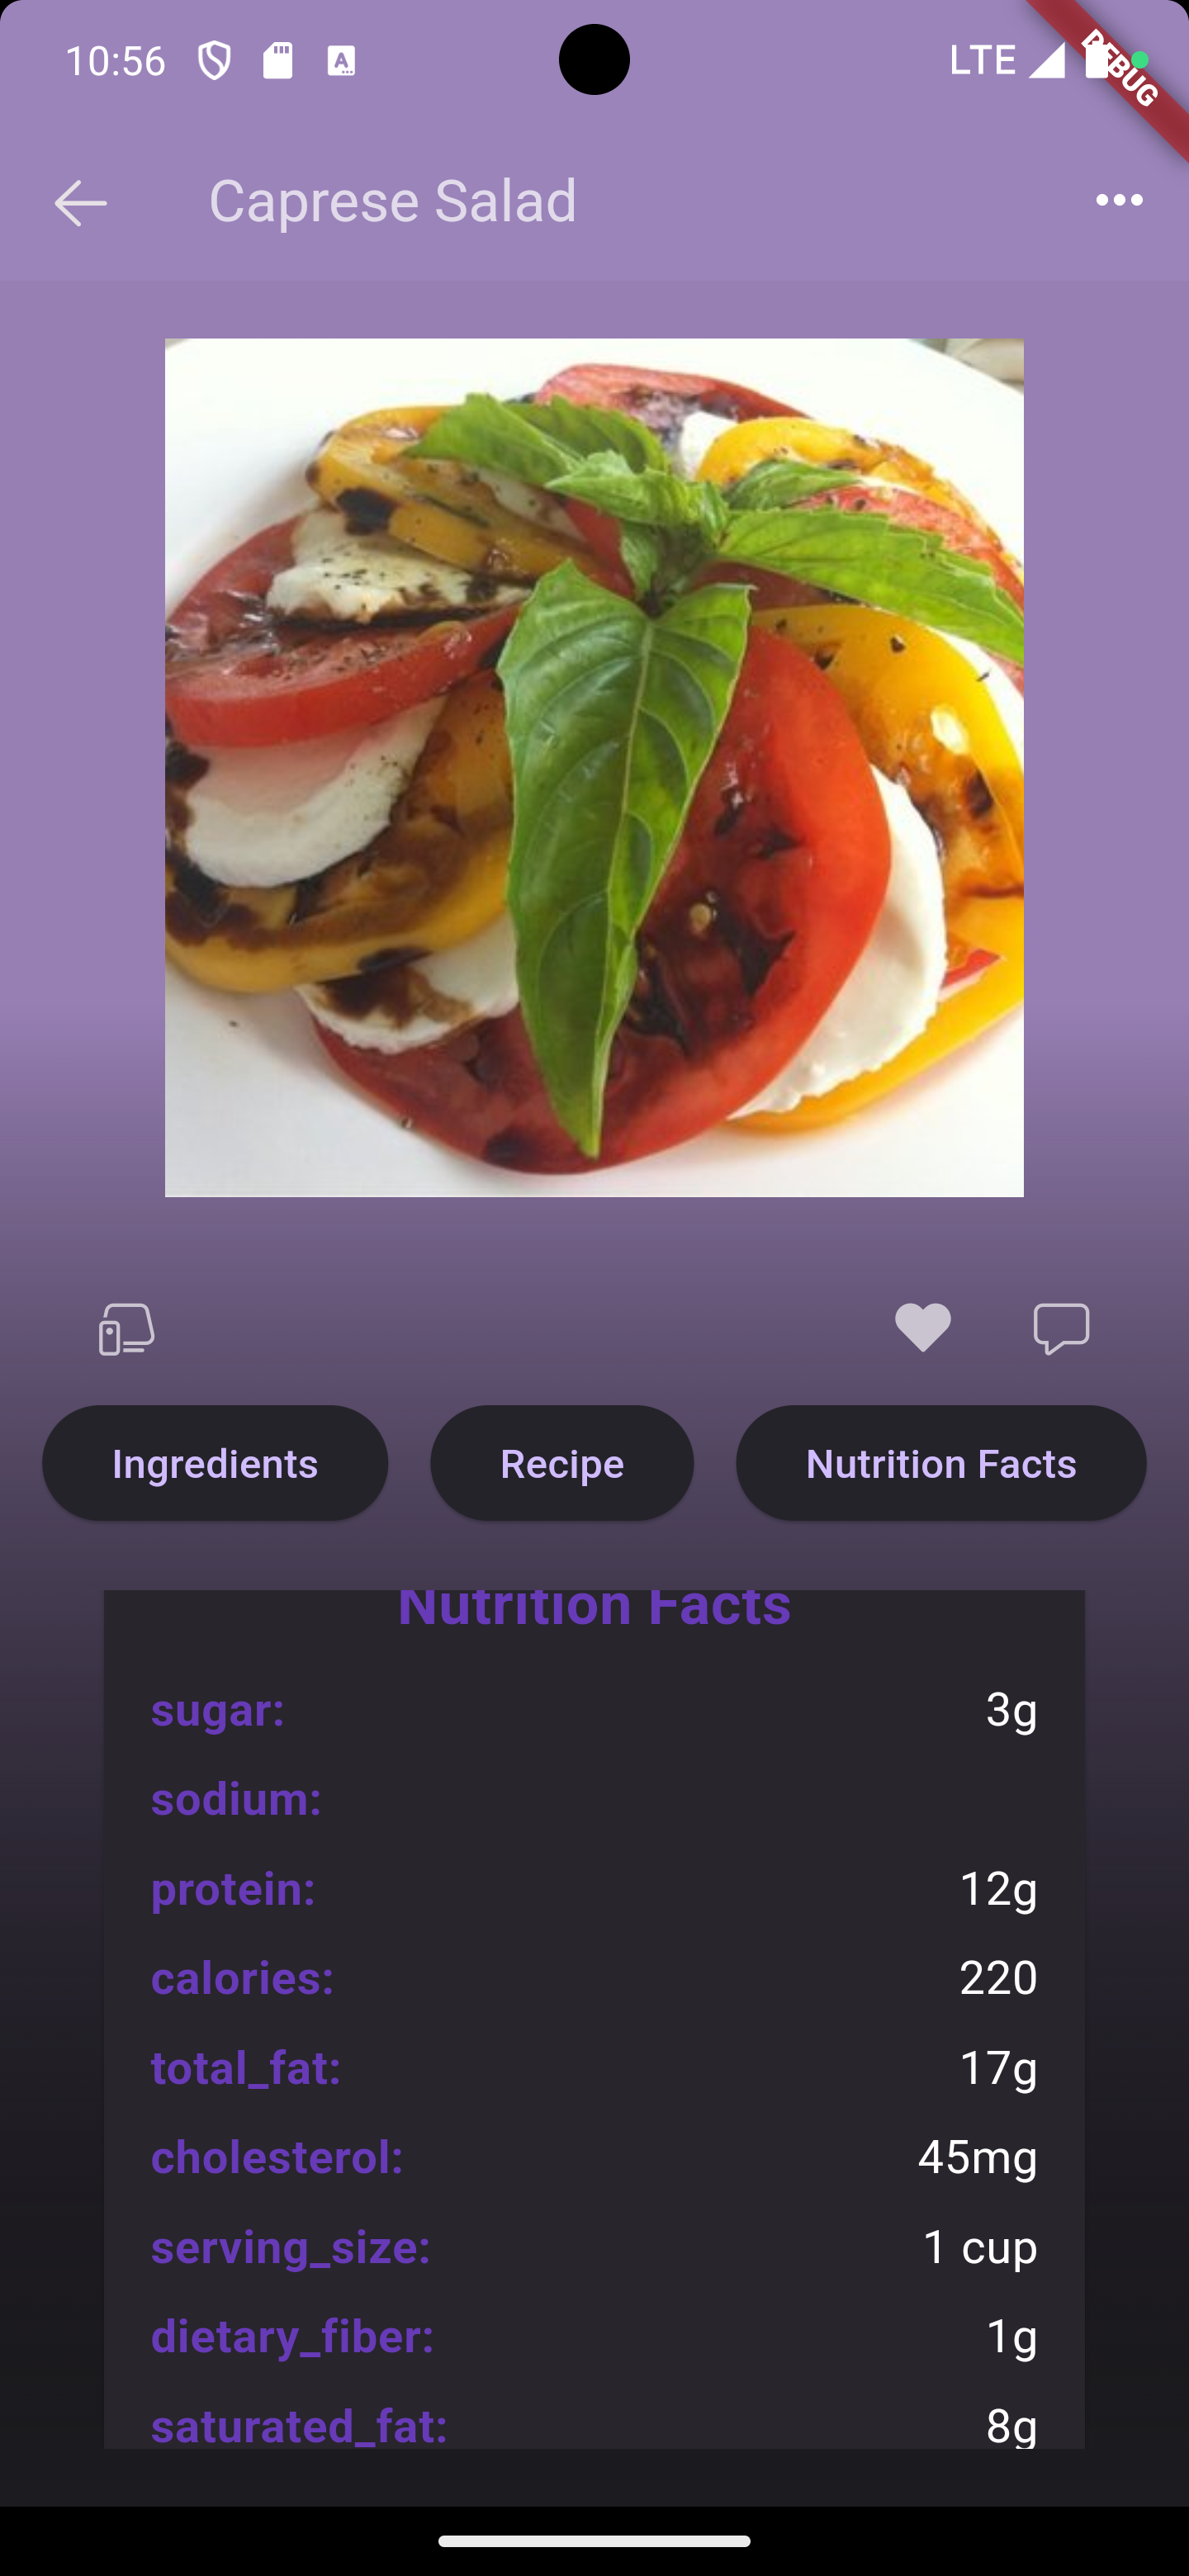 10:56 LTE
DEBUG
Caprese Salad
Ingredients Recipe Nutrition Facts
Nutrition Facts
sugar: 3g
sodium:
protein: 12g
calories: 220
total_fat: 17g
cholesterol: 45mg
serving_size: 1 cup
dietary_fiber: 1g
saturated_fat: 8g